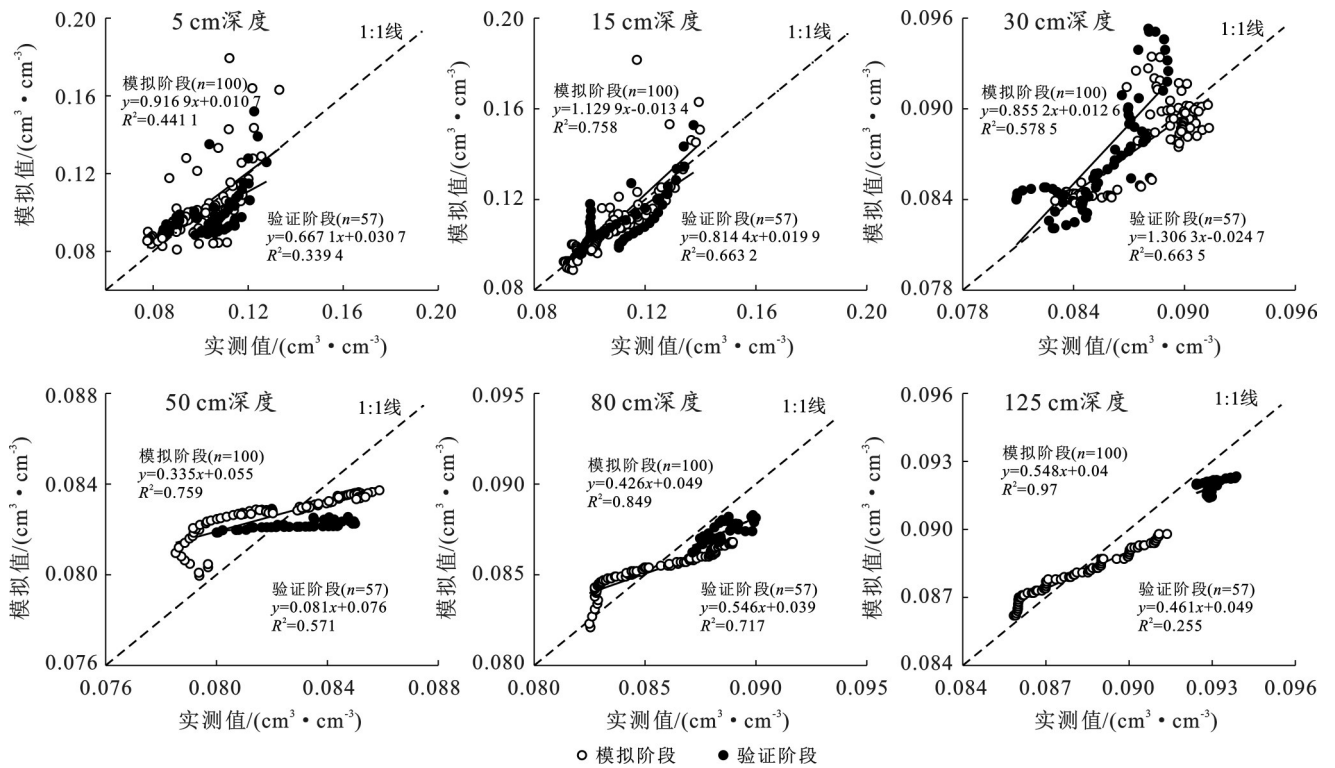 5 cm深度
1:1线
模拟值/(cm³·cm⁻³)
0.20
0.16
0.12
0.08
模拟阶段(n=100)
y=0.916 9x+0.010 7
R²=0.441 1
验证阶段(n=57)
y=0.667 1x+0.030 7
R²=0.339 4
0.08
0.12
0.16
0.20
实测值/(cm³·cm⁻³)
15 cm深度
1:1线
模拟值/(cm³·cm⁻³)
0.20
0.16
0.12
0.08
模拟阶段(n=100)
y=1.129 9x-0.013 4
R²=0.758
验证阶段(n=57)
y=0.814 4x+0.019 9
R²=0.663 2
0.08
0.12
0.16
0.20
实测值/(cm³·cm⁻³)
30 cm深度
1:1线
模拟值/(cm³·cm⁻³)
0.096
0.090
0.084
0.078
模拟阶段(n=100)
y=0.855 2x+0.012 6
R²=0.578 5
验证阶段(n=57)
y=1.306 3x-0.024 7
R²=0.663 5
0.078
0.084
0.090
0.096
实测值/(cm³·cm⁻³)
50 cm深度
1:1线
模拟值/(cm³·cm⁻³)
0.088
0.084
0.080
0.076
模拟阶段(n=100)
y=0.335x+0.055
R²=0.759
验证阶段(n=57)
y=0.081x+0.076
R²=0.571
0.076
0.080
0.084
0.088
实测值/(cm³·cm⁻³)
80 cm深度
1:1线
模拟值/(cm³·cm⁻³)
0.095
0.090
0.085
0.080
模拟阶段(n=100)
y=0.426x+0.049
R²=0.849
验证阶段(n=57)
y=0.546x+0.039
R²=0.717
0.080
0.085
0.090
0.095
实测值/(cm³·cm⁻³)
125 cm深度
1:1线
模拟值/(cm³·cm⁻³)
0.096
0.093
0.090
0.087
0.084
模拟阶段(n=100)
y=0.548x+0.04
R²=0.97
验证阶段(n=57)
y=0.461x+0.049
R²=0.255
0.084
0.087
0.090
0.093
0.096
实测值/(cm³·cm⁻³)
模拟阶段
验证阶段